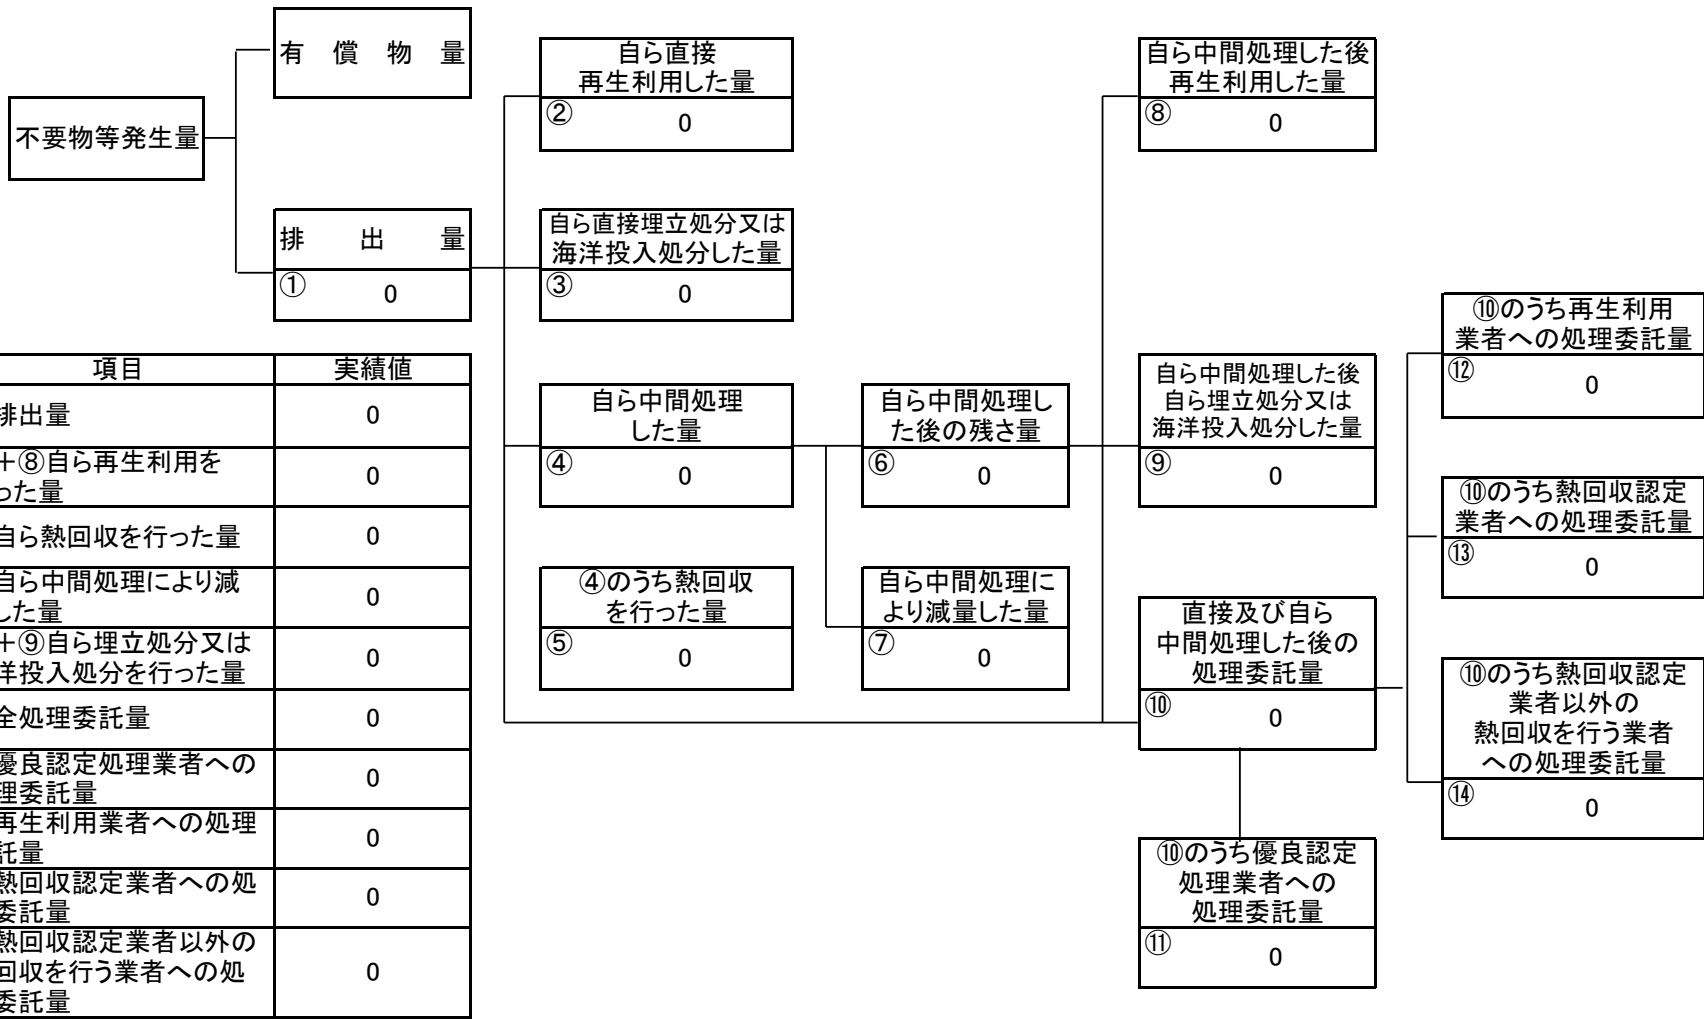 有償物量
不要物等発生量
排出量
①
0
自ら直接
再生利用した量
②
0
自ら直接埋立処分又は
海洋投入処分した量
③
0
自ら中間処理
した量
④
0
④のうち熱回収
を行った量
⑤
0
自ら中間処理し
た後の残さ量
⑥
0
自ら中間処理に
より減量した量
⑦
0
自ら中間処理した後
再生利用した量
⑧
0
自ら中間処理した後
自ら埋立処分又は
海洋投入処分した量
⑨
0
直接及び自ら
中間処理した後の
処理委託量
⑩
0
⑩のうち優良認定
処理業者への
処理委託量
⑪
0
⑩のうち再生利用
業者への処理委託量
⑫
0
⑩のうち熱回収認定
業者への処理委託量
⑬
0
⑩のうち熱回収認定
業者以外の
熱回収を行う業者
への処理委託量
⑭
0
項目 実績値
排出量 0
+⑧自ら再生利用を
った量 0
自ら熱回収を行った量 0
自ら中間処理により減
した量 0
+⑨自ら埋立処分又は
洋投入処分を行った量 0
全処理委託量 0
優良認定処理業者への
理委託量 0
再生利用業者への処理
託量 0
熱回収認定業者への処
委託量 0
熱回収認定業者以外の
回収を行う業者への処
委託量 0